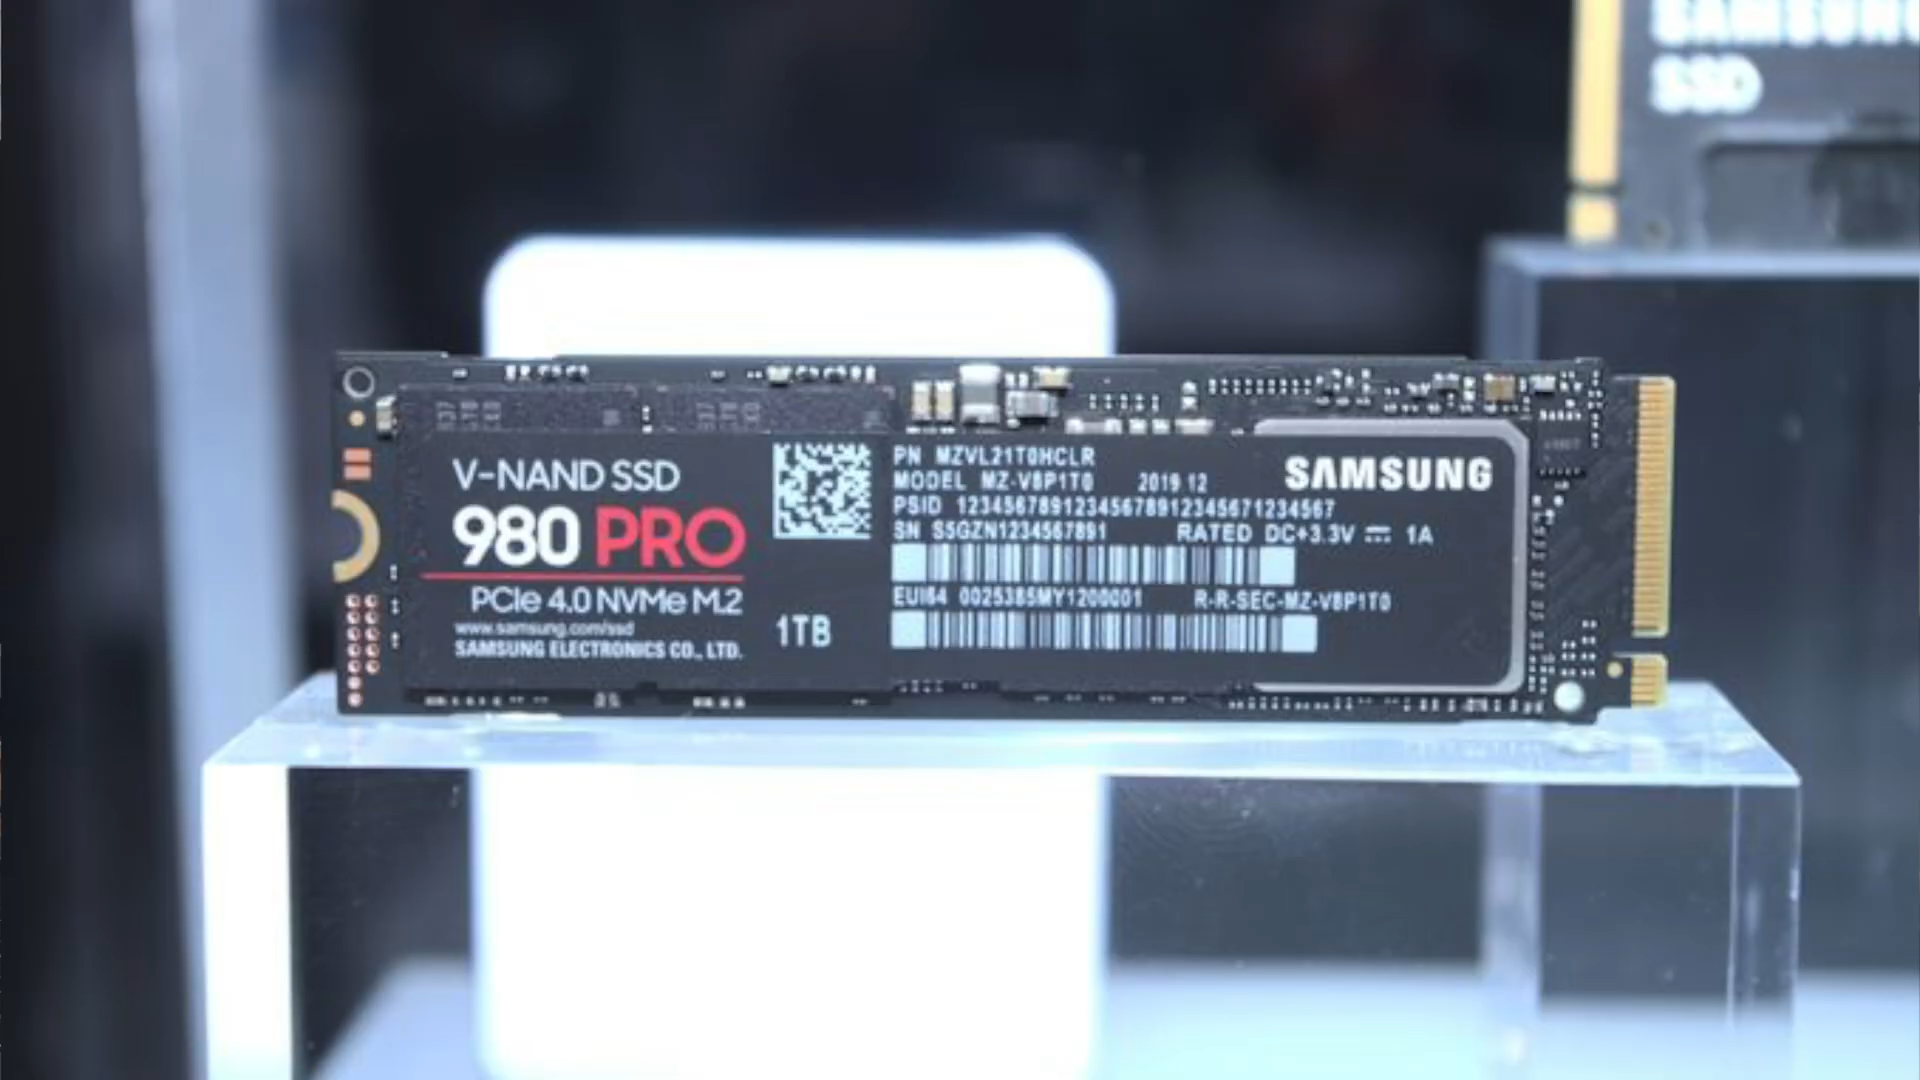 SAMSUNG
SSD
V-NAND SSD
980 PRO
PCIe 4.0 NVMe M.2
www.samsung.com/ssd
SAMSUNG ELECTRONICS CO., LTD.
1TB
PN MZVL21T0HCLR
MODEL MZ-V8P1T0 2019.12
PSID 12345678912345678912345671234567
SN S5GZN1234567891 RATED DC+3.3V ⎓ 1A
EUI64 0025385MY1200001 R-R-SEC-MZ-V8P1T0
SAMSUNG